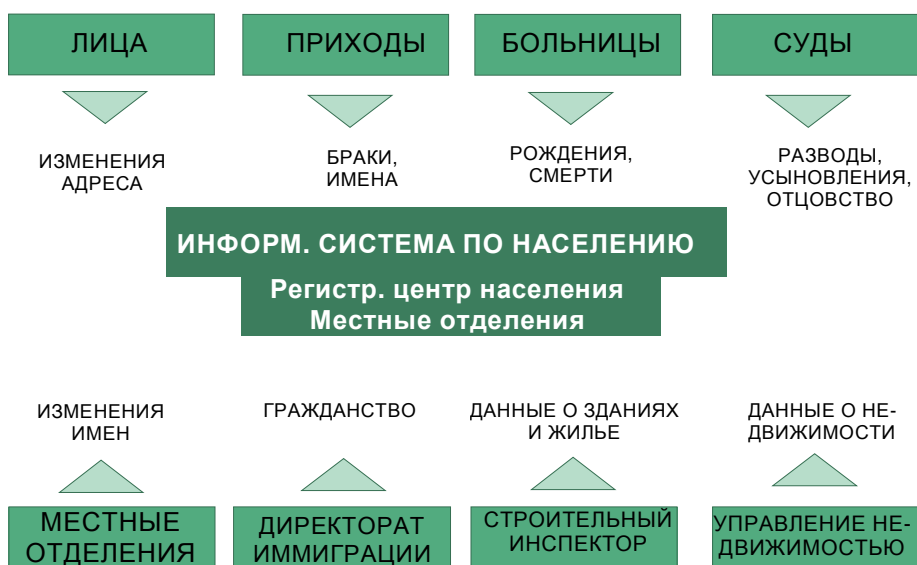 ЛИЦА
ПРИХОДЫ
БОЛЬНИЦЫ
СУДЫ
ИЗМЕНЕНИЯ
АДРЕСА
БРАКИ,
ИМЕНА
РОЖДЕНИЯ,
СМЕРТИ
РАЗВОДЫ,
УСЫНОВЛЕНИЯ,
ОТЦОВСТВО
ИНФОРМ. СИСТЕМА ПО НАСЕЛЕНИЮ
Регистр. центр населения
Местные отделения
ИЗМЕНЕНИЯ
ИМЕН
ГРАЖДАНСТВО
ДАННЫЕ О ЗДАНИЯХ
И ЖИЛЬЕ
ДАННЫЕ О НЕ-
ДВИЖИМОСТИ
МЕСТНЫЕ
ОТДЕЛЕНИЯ
ДИРЕКТОРАТ
ИММИГРАЦИИ
СТРОИТЕЛЬНЫЙ
ИНСПЕКТОР
УПРАВЛЕНИЕ НЕ-
ДВИЖИМОСТЬЮ